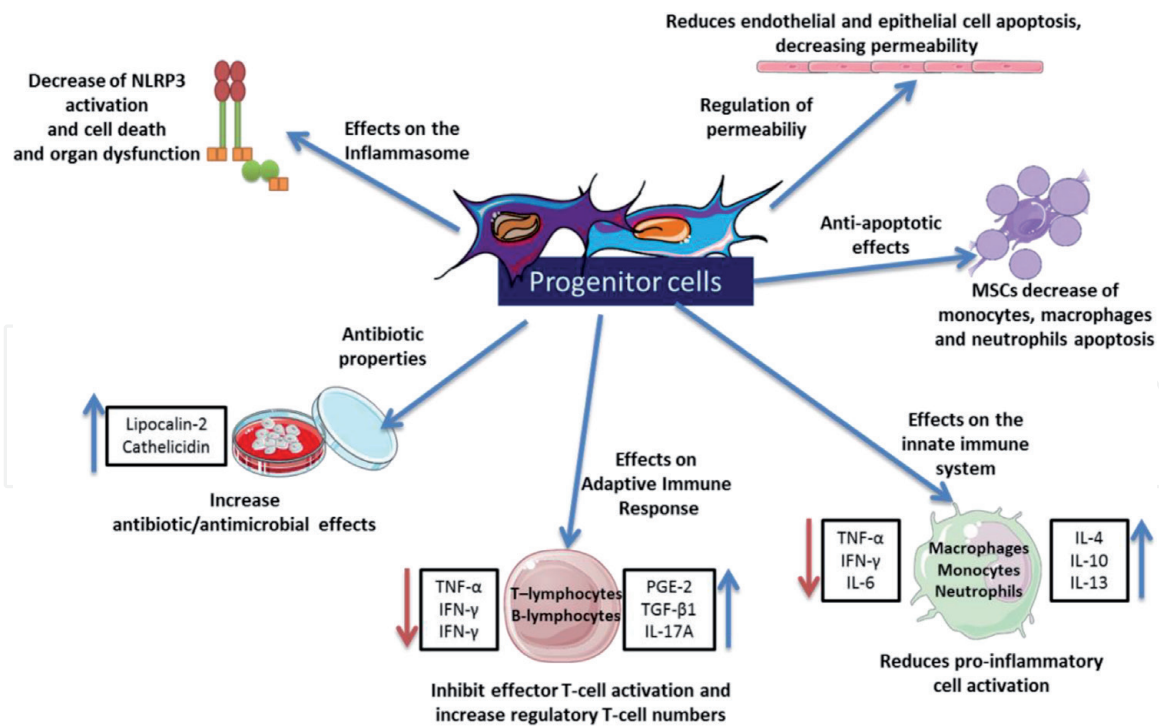 Reduces endothelial and epithelial cell apoptosis,
decreasing permeability
Decrease of NLRP3
activation
and cell death
and organ dysfunction
Effects on the
Inflammasome
Regulation of
permeabiliy
Anti-apoptotic
effects
MSCs decrease of
monocytes, macrophages
and neutrophils apoptosis
Progenitor cells
Antibiotic
properties
Lipocalin-2
Cathelicidin
Increase
antibiotic/antimicrobial effects
Effects on
Adaptive Immune
Response
TNF-α
IFN-γ
IFN-γ
T–lymphocytes
B-lymphocytes
PGE-2
TGF-β1
IL-17A
Inhibit effector T-cell activation and
increase regulatory T-cell numbers
Effects on the
innate immune
system
TNF-α
IFN-γ
IL-6
Macrophages
Monocytes
Neutrophils
IL-4
IL-10
IL-13
Reduces pro-inflammatory
cell activation